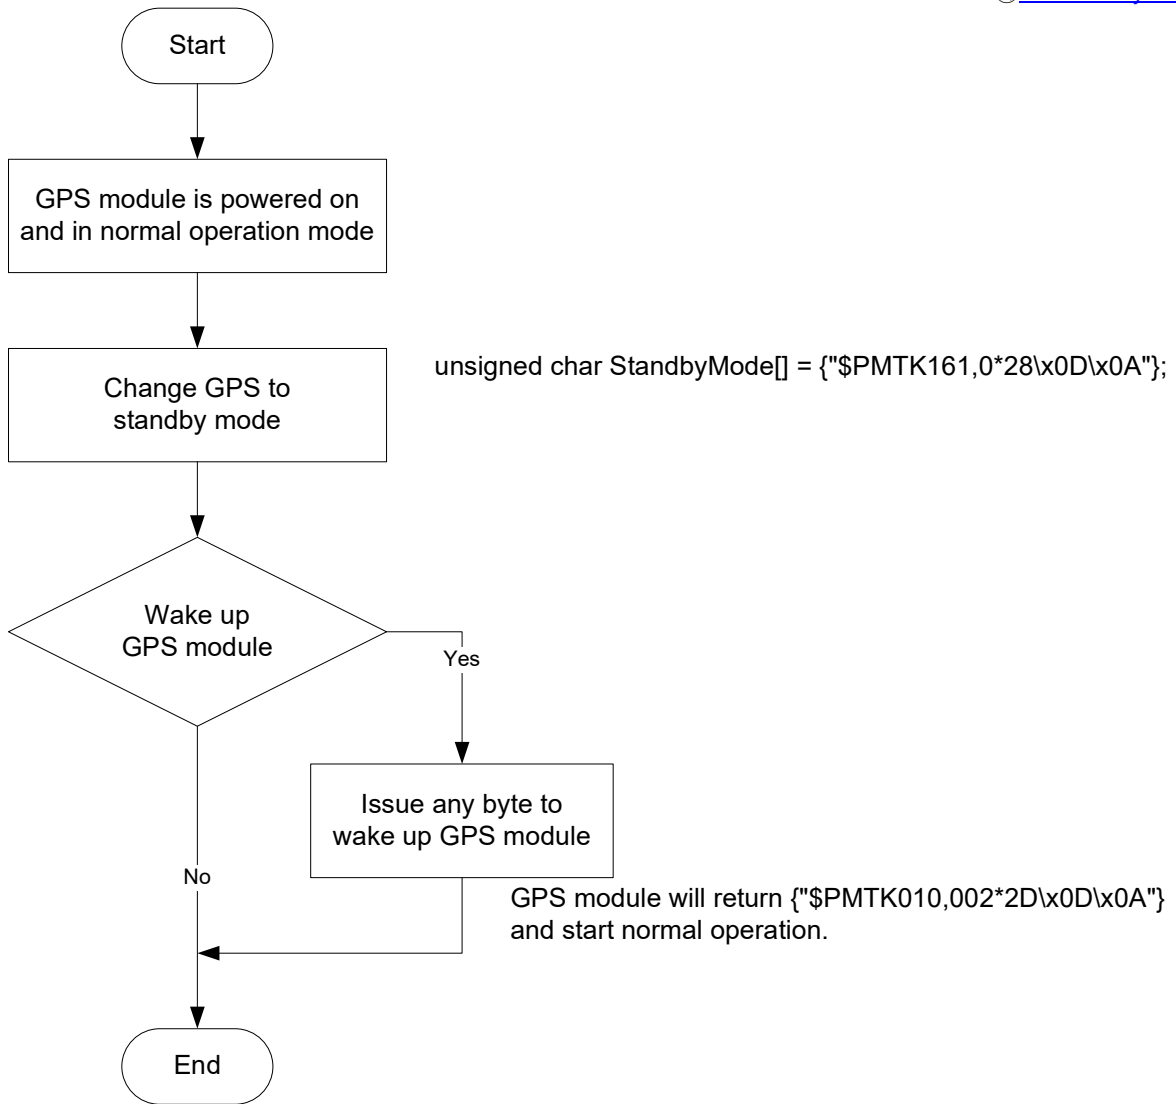 Start
GPS module is powered on
and in normal operation mode
Change GPS to
standby mode
unsigned char StandbyMode[] = {"$PMTK161,0*28\x0D\x0A"};
Wake up
GPS module
Yes
Issue any byte to
wake up GPS module
No
GPS module will return {"$PMTK010,002*2D\x0D\x0A"}
and start normal operation.
End